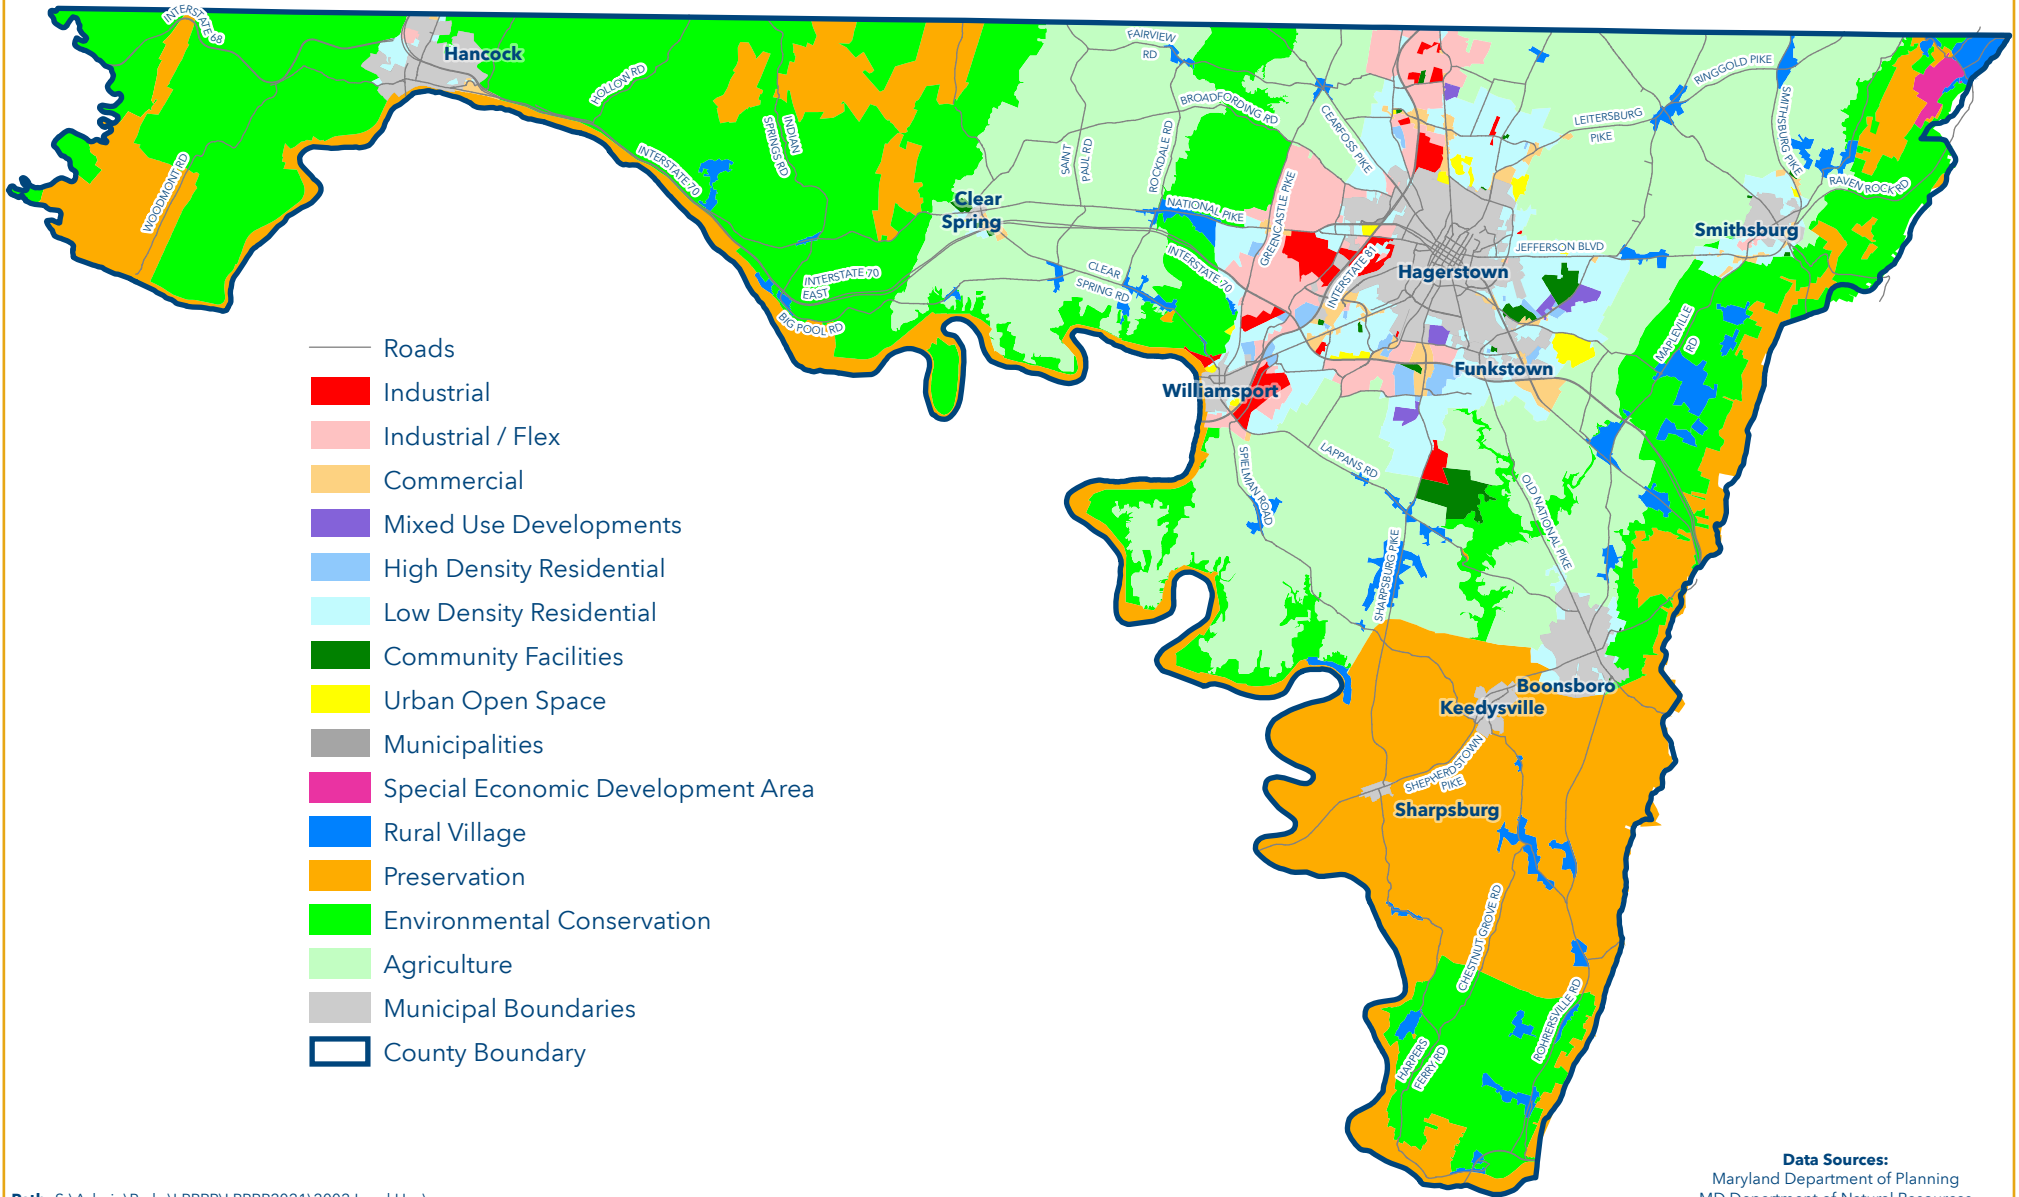 INTERSTATE 68
Hancock
HOLLOW RD
WOODMONT RD
INTERSTATE 70
INDIAN
SPRINGS RD
INTERSTATE 70
EAST
BIG POOL RD
Clear
Spring
FAIRVIEW
RD
BROADFORDING RD
SAINT
PAUL RD
ROCKDALE RD
NATIONAL PIKE
CLEAR
SPRING RD
INTERSTATE 70
GREENCASTLE PIKE
CEARFOSS PIKE
INTERSTATE 81
Hagerstown
LEITERSBURG
PIKE
RINGGOLD PIKE
SMITHSBURG PIKE
RAVEN ROCK RD
Smithsburg
JEFFERSON BLVD
MAPLEVILLE
RD
Funkstown
Williamsport
SPIELMAN ROAD
LAPPANS RD
OLD NATIONAL PIKE
SHARPSBURG PIKE
Boonsboro
Keedysville
SHEPHERDSTOWN
PIKE
Sharpsburg
CHESTNUT GROVE RD
ROHRERSVILLE RD
HARPERS
FERRY RD
Roads
Industrial
Industrial / Flex
Commercial
Mixed Use Developments
High Density Residential
Low Density Residential
Community Facilities
Urban Open Space
Municipalities
Special Economic Development Area
Rural Village
Preservation
Environmental Conservation
Agriculture
Municipal Boundaries
County Boundary
Data Sources:
Maryland Department of Planning
MD Department of Natural Resources